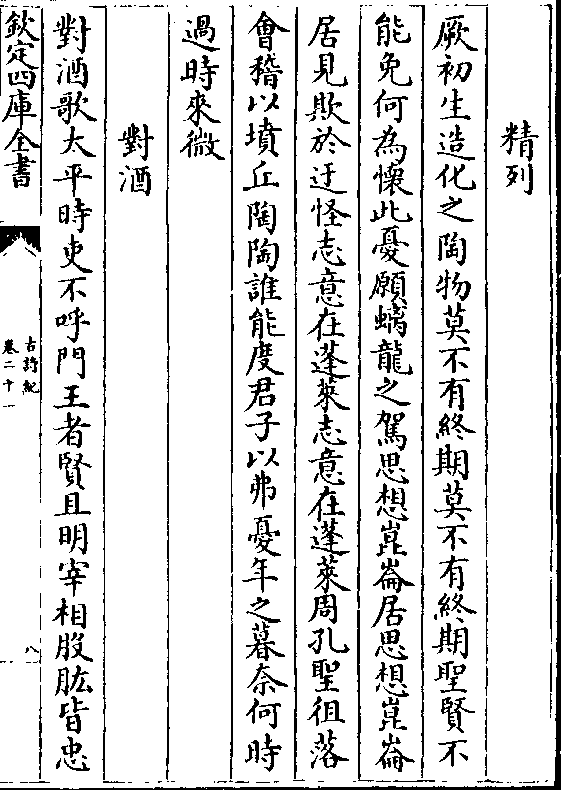 精列
厥初生造化之陶物莫不有終期莫不有終期聖賢不
能免何為懷此憂願螭龍之駕思想崑崙居思想崑崙
居見欺於迂怪志意在蓬萊志意在蓬萊周孔聖徂落
會稽以墳丘陶陶誰能度君子以弗憂年之暮奈何時
過時來微
對酒
對酒歌太平時吏不呼門王者賢且明宰相股肱皆忠
欽定四庫全書
古詩紀
卷二十一
八